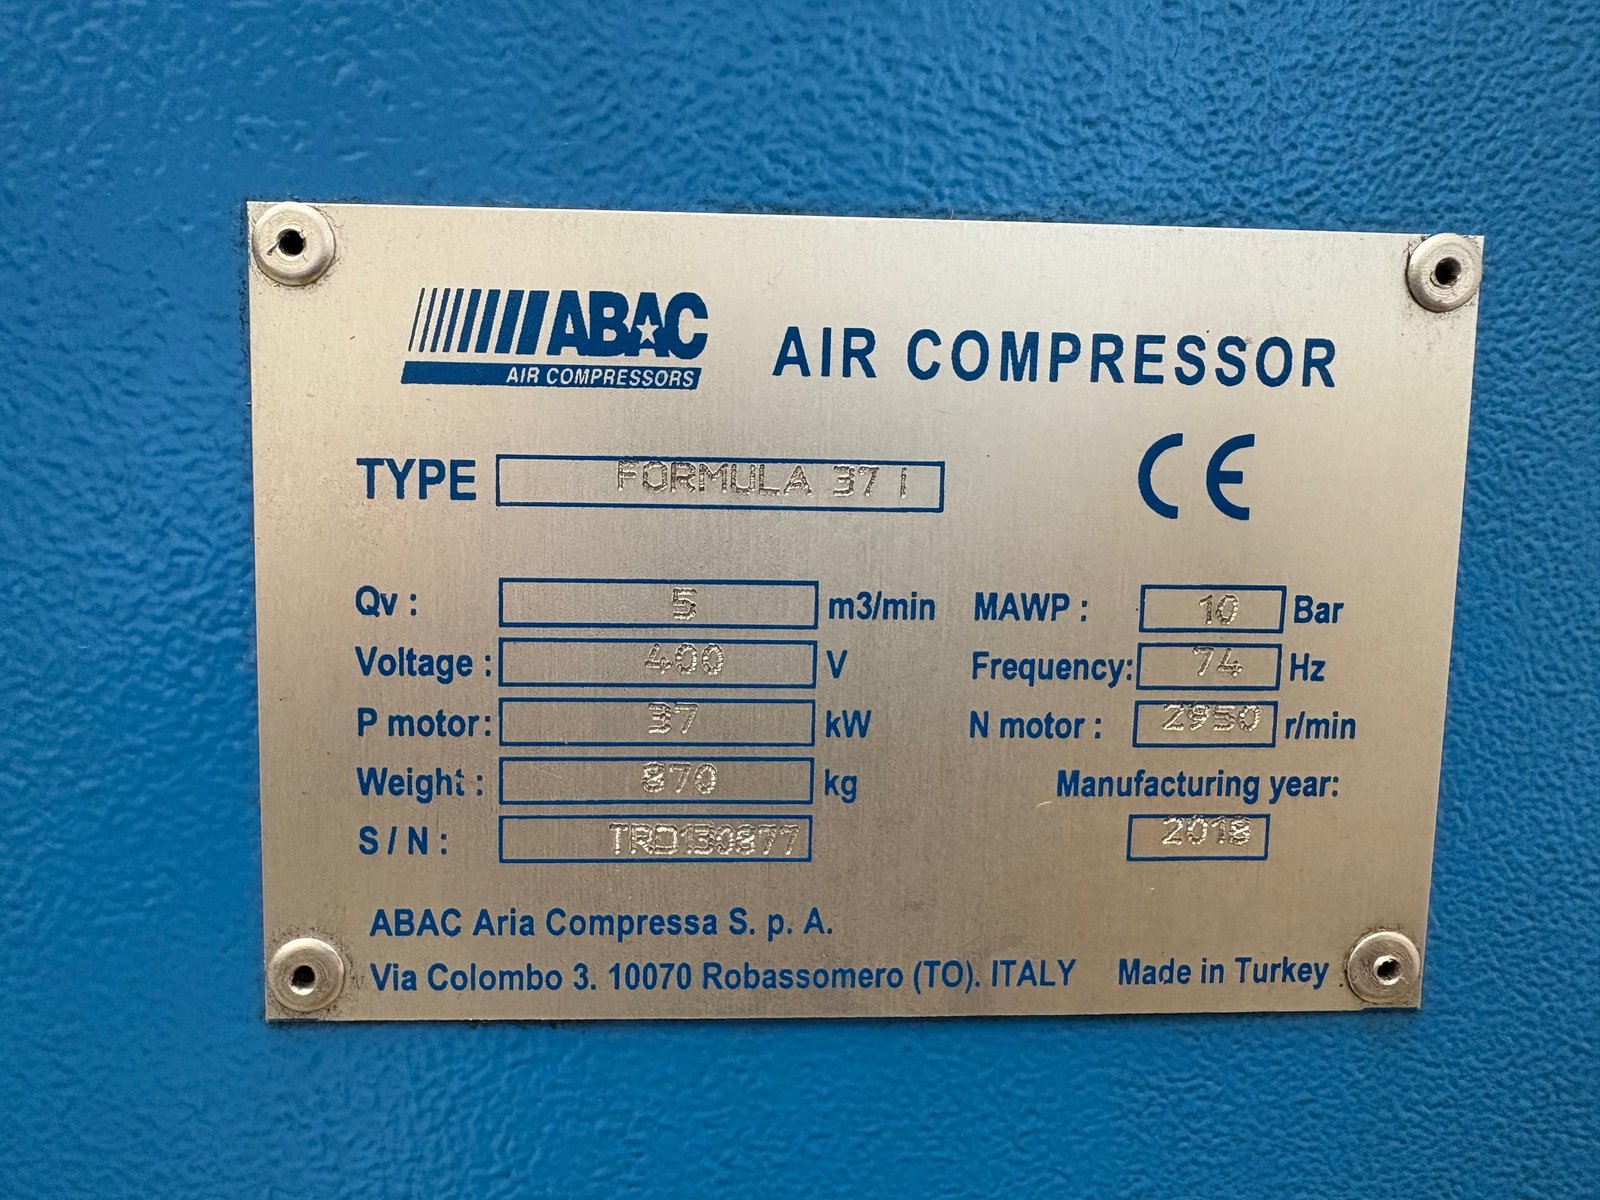 ABAC
AIR COMPRESSORS
AIR COMPRESSOR
TYPE FORMULA 37 I
CE
Qv : 5 m3/min MAWP : 10 Bar
Voltage : 400 V Frequency: 74 Hz
P motor: 37 kW N motor : 2950 r/min
Weight : 870 kg Manufacturing year:
S / N : TRD130877 2018
ABAC Aria Compressa S. p. A.
Via Colombo 3. 10070 Robassomero (TO). ITALY Made in Turkey